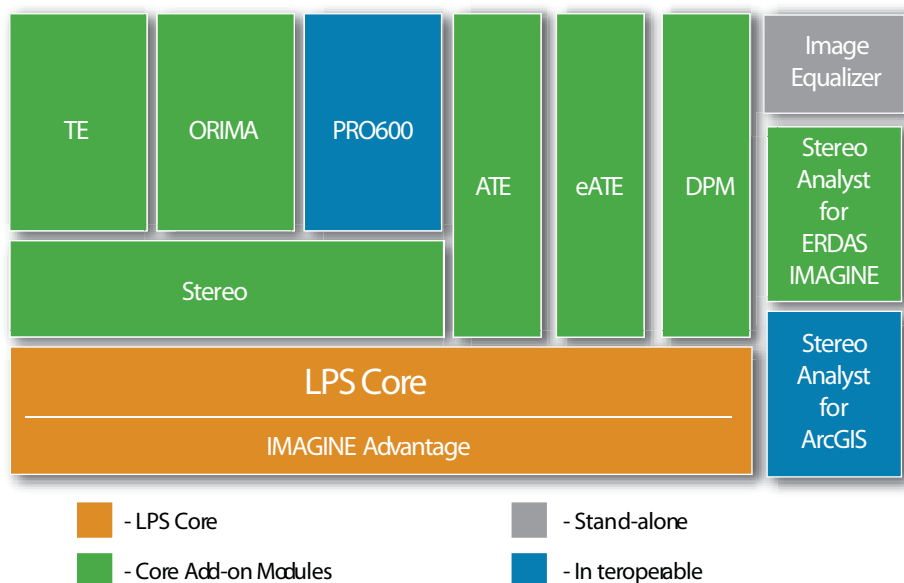 TE
ORIMA
PRO600
ATE
eATE
DPM
Image
Equalizer
Stereo
Analyst
for
ERDAS
IMAGINE
Stereo
LPS Core
IMAGINE Advantage
Stereo
Analyst
for
ArcGIS
- LPS Core
- Stand-alone
- Core Add-on Modules
- In teroperable